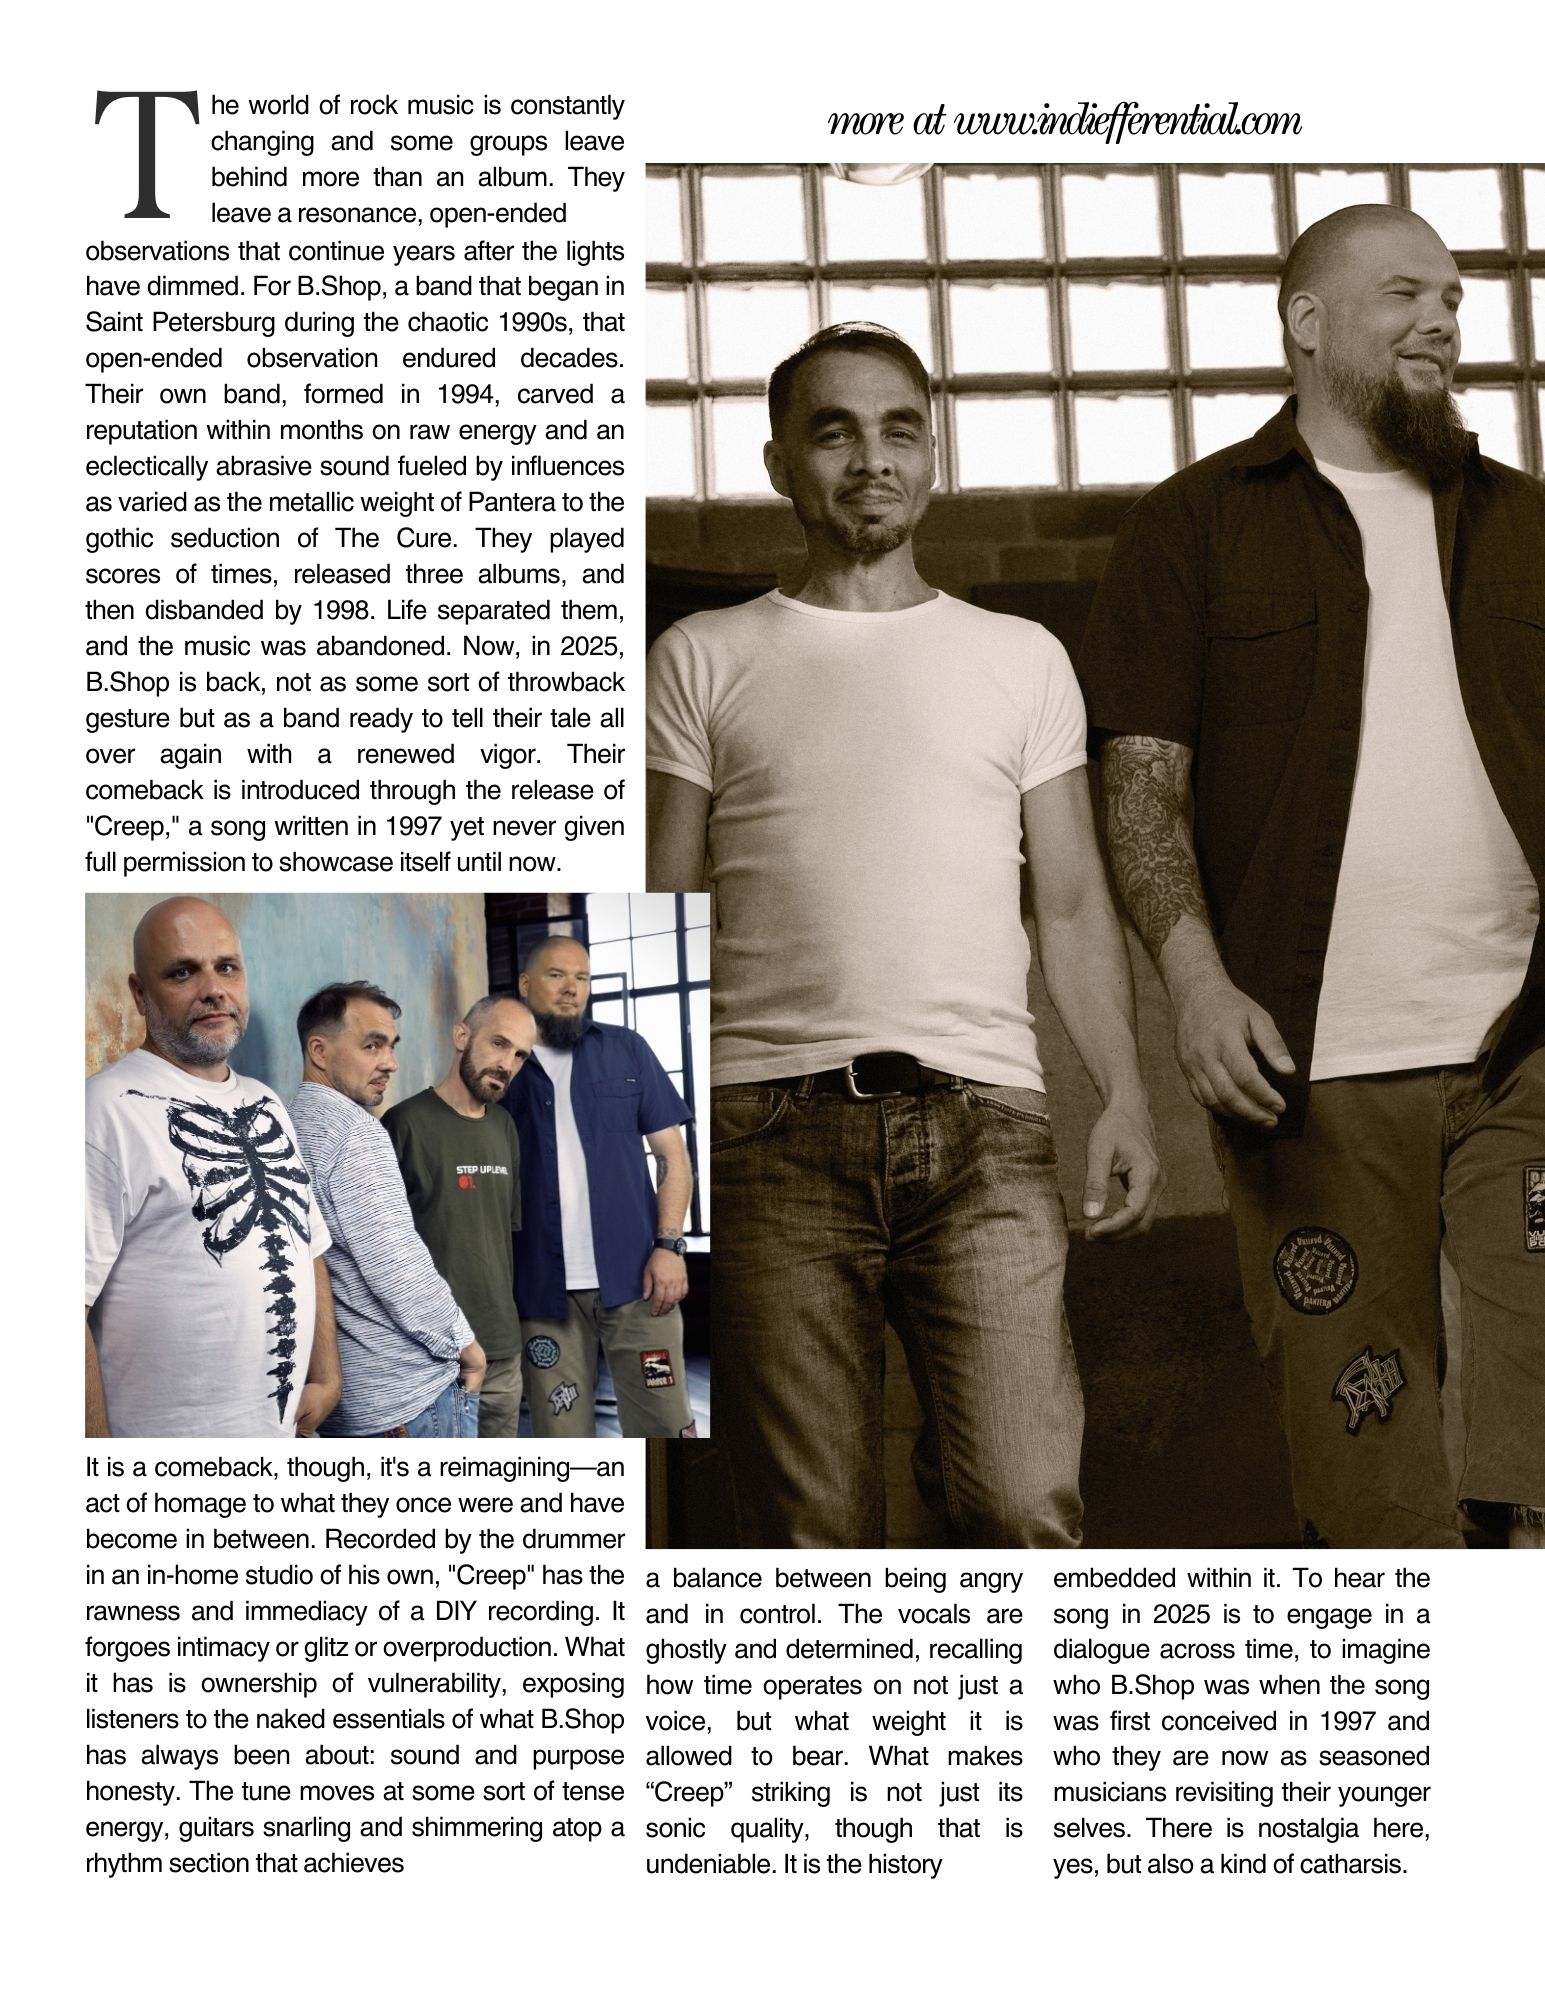 The world of rock music is constantly
changing and some groups leave
behind more than an album. They
leave a resonance, open-ended
observations that continue years after the lights
have dimmed. For B.Shop, a band that began in
Saint Petersburg during the chaotic 1990s, that
open-ended observation endured decades.
Their own band, formed in 1994, carved a
reputation within months on raw energy and an
eclectically abrasive sound fueled by influences
as varied as the metallic weight of Pantera to the
gothic seduction of The Cure. They played
scores of times, released three albums, and
then disbanded by 1998. Life separated them,
and the music was abandoned. Now, in 2025,
B.Shop is back, not as some sort of throwback
gesture but as a band ready to tell their tale all
over again with a renewed vigor. Their
comeback is introduced through the release of
"Creep," a song written in 1997 yet never given
full permission to showcase itself until now.
more at www.indiefferential.com
STEP UP LEVEL
01.
PANTERA
DEATH
It is a comeback, though, it's a reimagining—an
act of homage to what they once were and have
become in between. Recorded by the drummer
in an in-home studio of his own, "Creep" has the
rawness and immediacy of a DIY recording. It
forgoes intimacy or glitz or overproduction. What
it has is ownership of vulnerability, exposing
listeners to the naked essentials of what B.Shop
has always been about: sound and purpose
honesty. The tune moves at some sort of tense
energy, guitars snarling and shimmering atop a
rhythm section that achieves
a balance between being angry
and in control. The vocals are
ghostly and determined, recalling
how time operates on not just a
voice, but what weight it is
allowed to bear. What makes
“Creep” striking is not just its
sonic quality, though that is
undeniable. It is the history
embedded within it. To hear the
song in 2025 is to engage in a
dialogue across time, to imagine
who B.Shop was when the song
was first conceived in 1997 and
who they are now as seasoned
musicians revisiting their younger
selves. There is nostalgia here,
yes, but also a kind of catharsis.